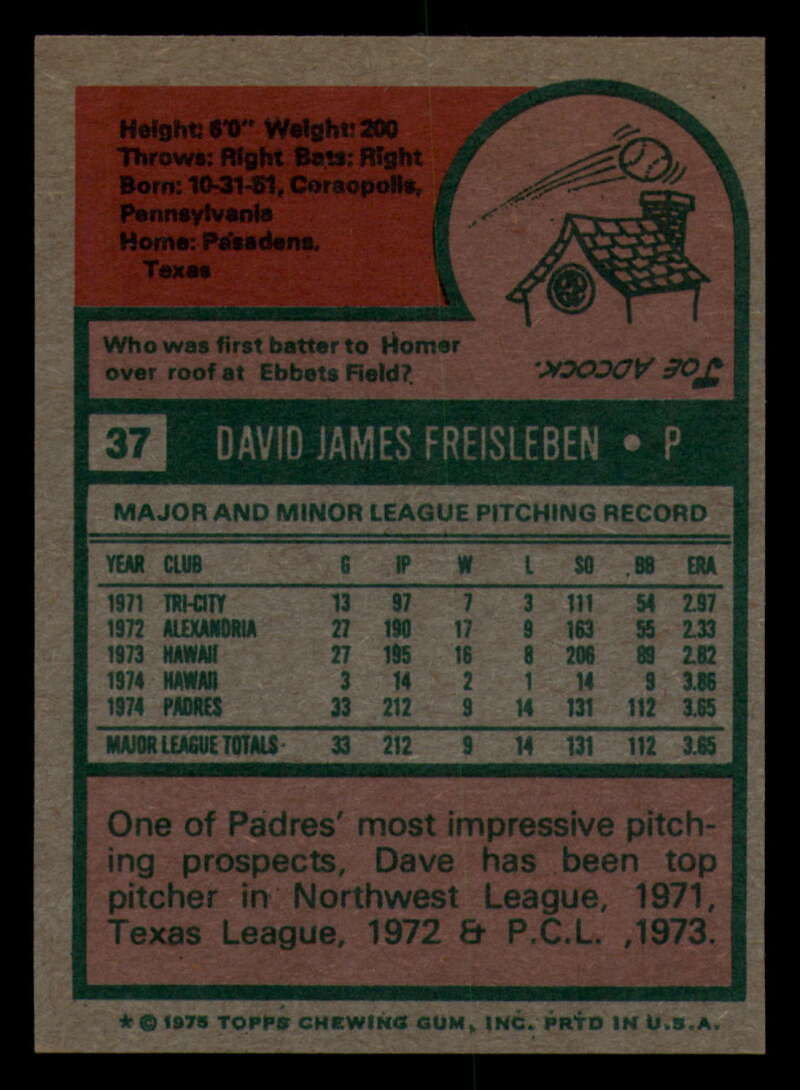 Height: 6'0" Weight: 200
Throws: Right Bats: Right
Born: 10-31-51, Coraopolis,
Pennsylvania
Home: Pasadena,
Texas
Who was first batter to Homer
over roof at Ebbets Field?
JOE ADCOCK.
37 DAVID JAMES FREISLEBEN • P
MAJOR AND MINOR LEAGUE PITCHING RECORD
YEAR CLUB G IP W L SO BB ERA
1971 TRI-CITY 13 97 7 3 111 54 2.97
1972 ALEXANDRIA 27 190 17 9 163 55 2.33
1973 HAWAII 27 195 16 8 206 89 2.82
1974 HAWAII 3 14 2 1 14 9 3.86
1974 PADRES 33 212 9 14 131 112 3.65
MAJOR LEAGUE TOTALS 33 212 9 14 131 112 3.65
One of Padres' most impressive pitch-
ing prospects, Dave has been top
pitcher in Northwest League, 1971,
Texas League, 1972 & P.C.L. ,1973.
* © 1975 TOPPS CHEWING GUM, INC. PRTD IN U.S.A.